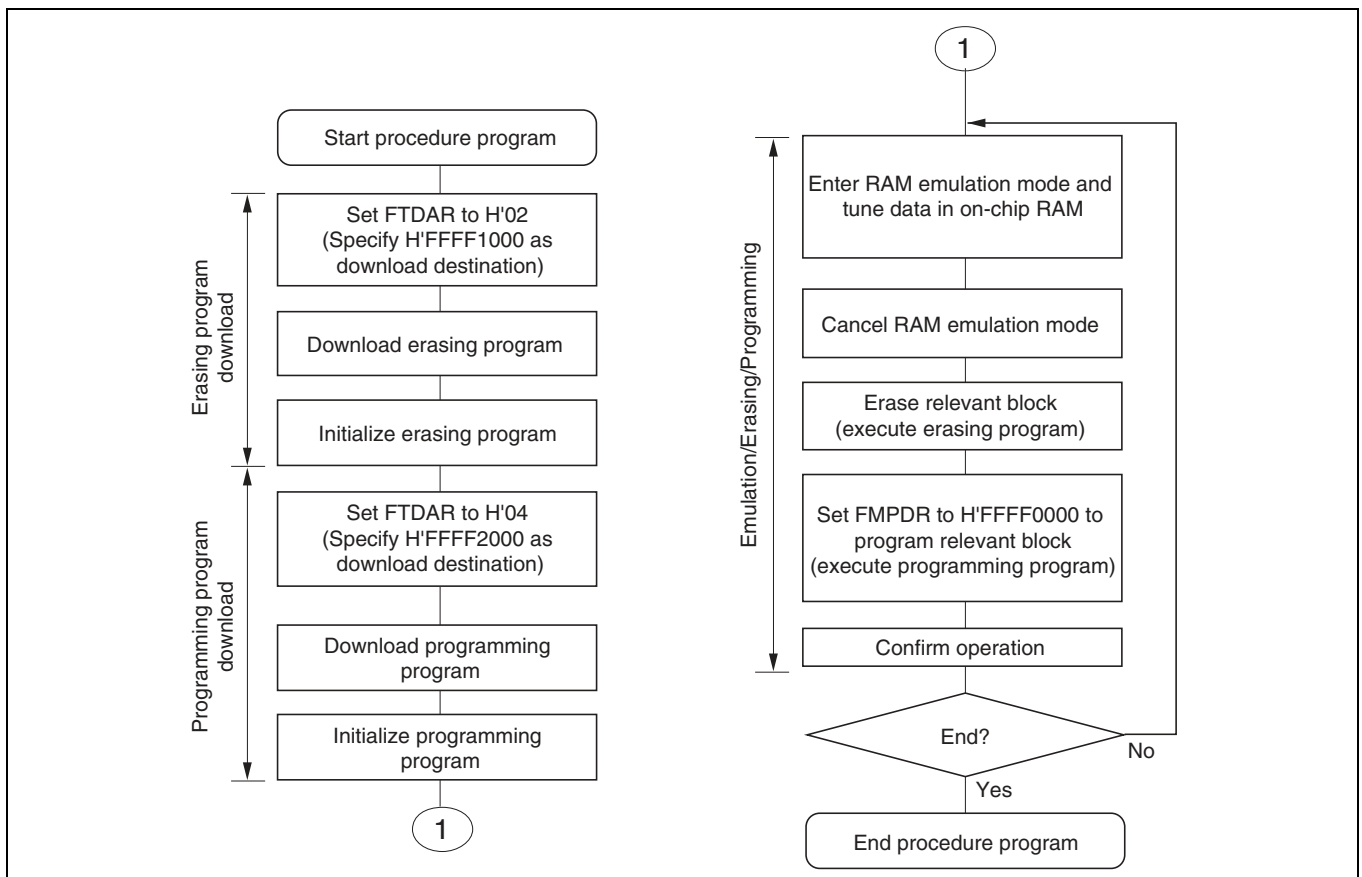 Start procedure program
Erasing program
download
Set FTDAR to H'02
(Specify H'FFFF1000 as
download destination)
Download erasing program
Initialize erasing program
Programming program
download
Set FTDAR to H'04
(Specify H'FFFF2000 as
download destination)
Download programming
program
Initialize programming
program
1
1
Emulation/Erasing/Programming
Enter RAM emulation mode and
tune data in on-chip RAM
Cancel RAM emulation mode
Erase relevant block
(execute erasing program)
Set FMPDR to H'FFFF0000 to
program relevant block
(execute programming program)
Confirm operation
End?
No
Yes
End procedure program